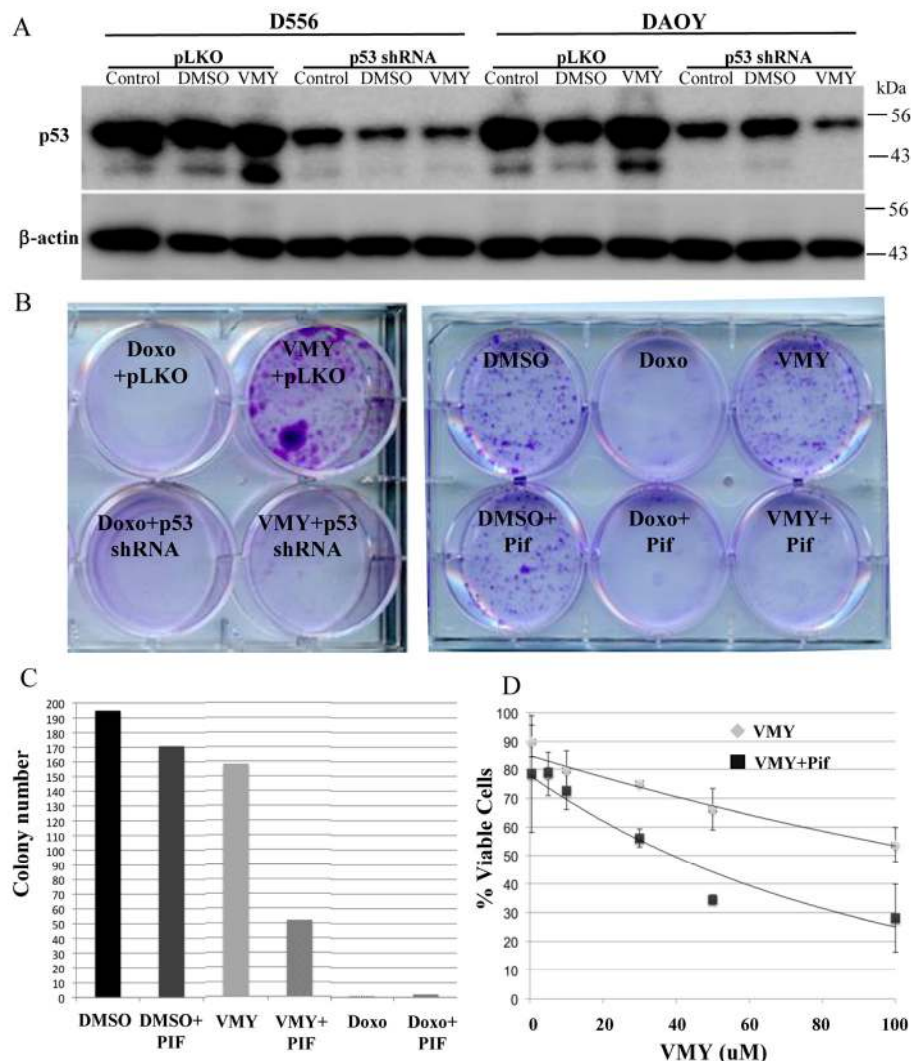 A
D556
DAOY
pLKO
p53 shRNA
pLKO
p53 shRNA
Control DMSO VMY Control DMSO VMY Control DMSO VMY Control DMSO VMY
kDa
p53
56
43
β-actin
56
43
B
Doxo
+pLKO
VMY
+pLKO
Doxo+p53
shRNA
VMY+p53
shRNA
DMSO
Doxo
VMY
DMSO+
Pif
Doxo+
Pif
VMY+
Pif
C
Colony number
200
190
180
170
160
150
140
130
120
110
100
90
80
70
60
50
40
30
20
10
0
DMSO
DMSO+
PIF
VMY
VMY+
PIF
Doxo
Doxo+
PIF
D
% Viable Cells
100
90
80
70
60
50
40
30
20
10
0
VMY
VMY+Pif
0 20 40 60 80 100
VMY (uM)